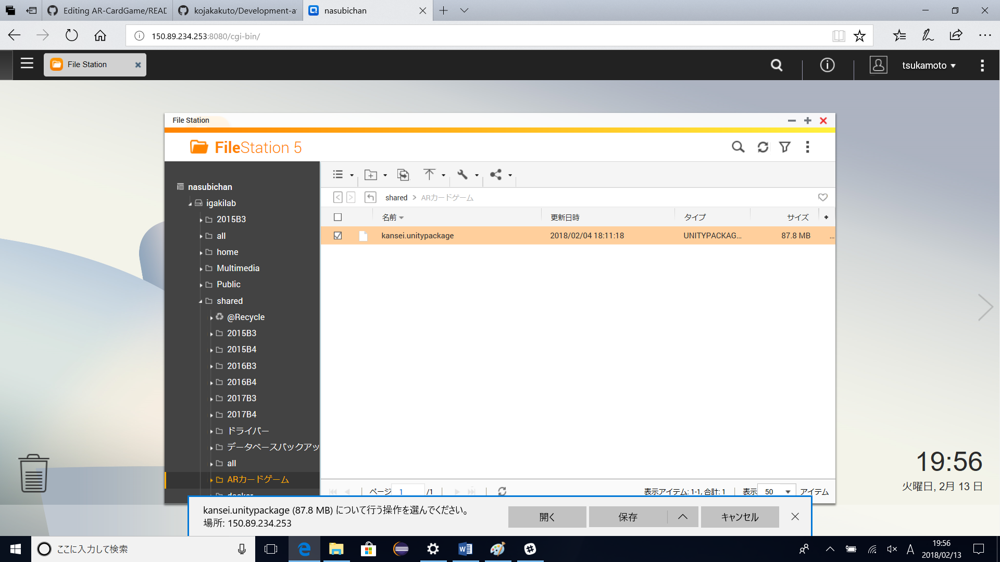 Editing AR-CardGame/READ
kojakakuto/Development-a
nasubichan
150.89.234.253:8080/cgi-bin/
File Station
tsukamoto
File Station
FileStation 5
nasubichan
igakilab
2015B3
all
home
Multimedia
Public
shared
@Recycle
2015B3
2015B4
2016B3
2016B4
2017B3
2017B4
ドライバー
データベースバックアッ
all
ARカードゲーム
docker
shared > ARカードゲーム
名前 更新日時 タイプ サイズ
kansei.unitypackage 2018/02/04 18:11:18 UNITYPACKAG... 87.8 MB ...
ページ 1 /1 表示アイテム: 1-1, 合計: 1 表示 50 アイテム
19:56
火曜日, 2月 13 日
kansei.unitypackage (87.8 MB) について行う操作を選んでください。
場所: 150.89.234.253
開く 保存 キャンセル
ここに入力して検索
A
19:56
2018/02/13